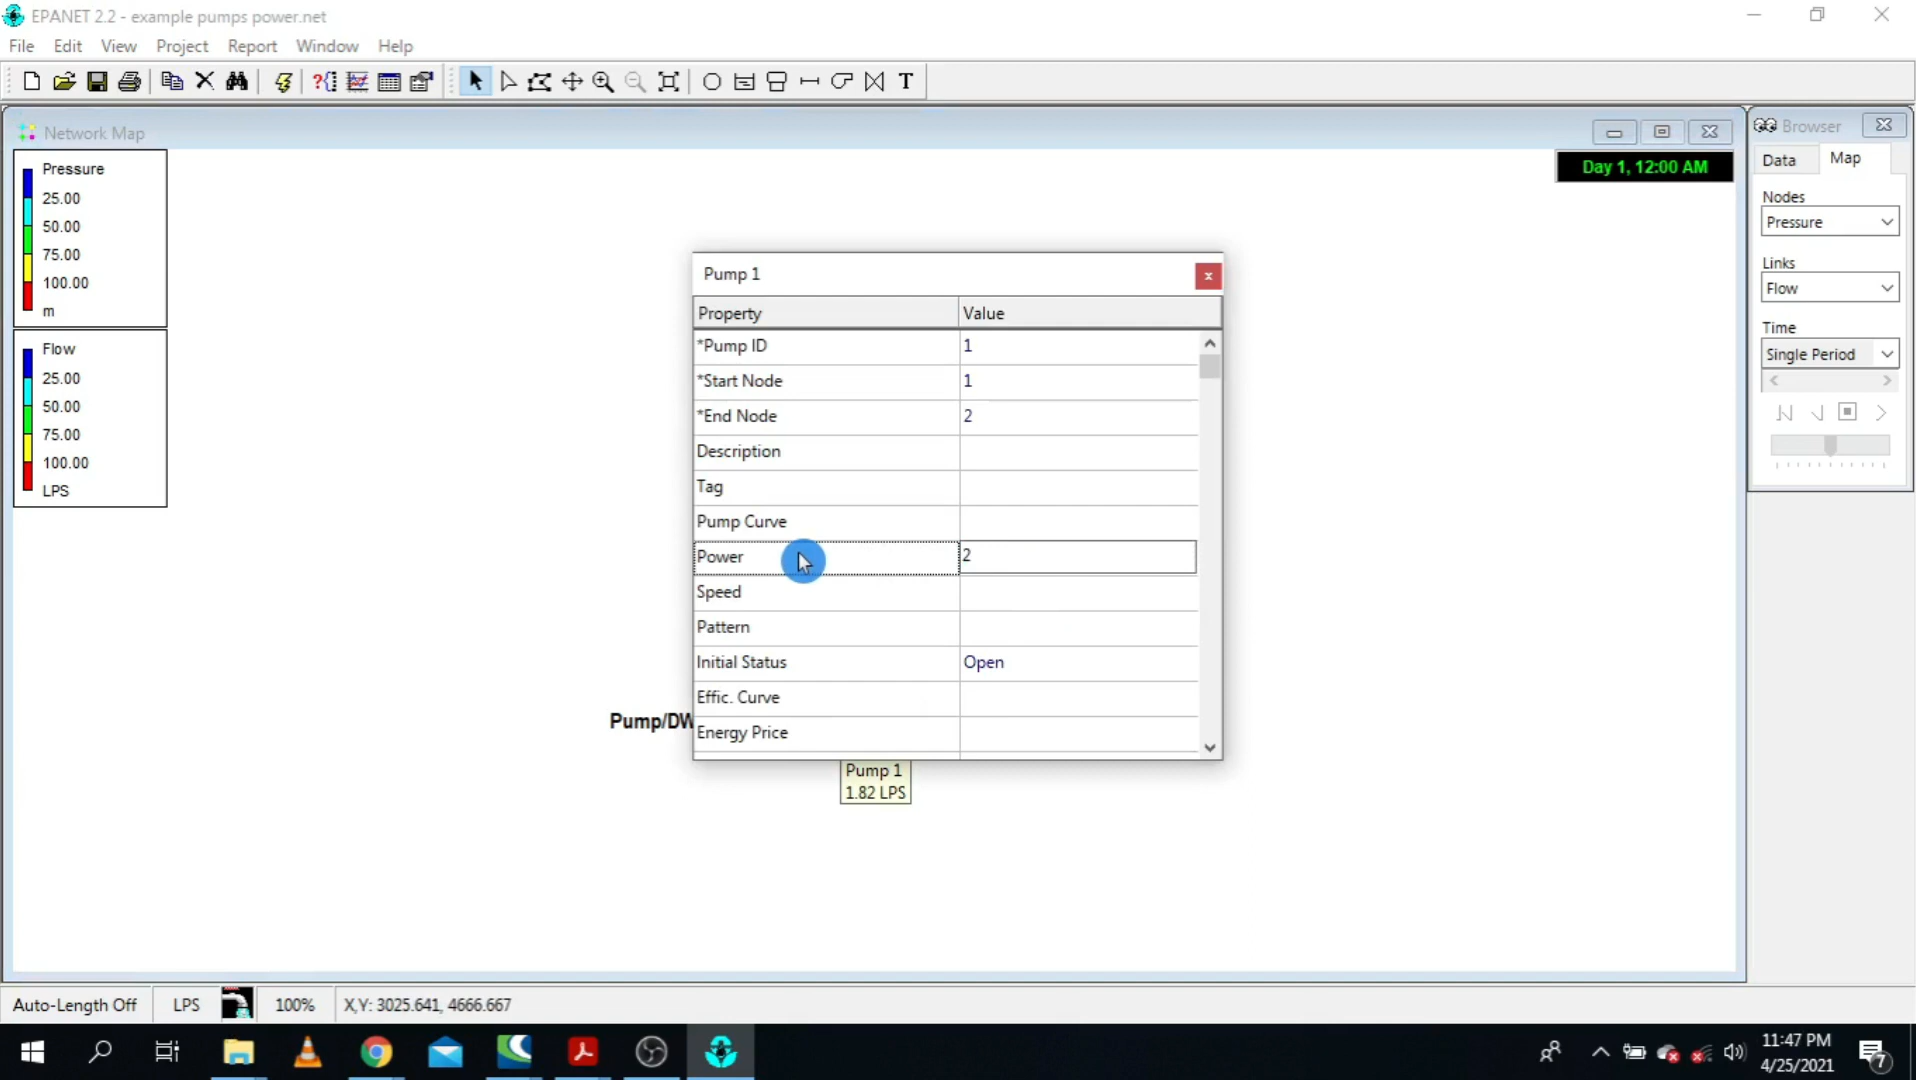 EPANET 2.2 - example pumps power.net
File Edit View Project Report Window Help
T
Network Map
Pressure
25.00
50.00
75.00
100.00
m
Flow
25.00
50.00
75.00
100.00
LPS
Day 1, 12:00 AM
Browser
Data Map
Nodes
Pressure
Links
Flow
Time
Single Period
Pump 1
Property Value
*Pump ID 1
*Start Node 1
*End Node 2
Description
Tag
Pump Curve
Power 2
Speed
Pattern
Initial Status Open
Effic. Curve
Energy Price
Pump/DW
Pump 1
1.82 LPS
Auto-Length Off LPS 100% X,Y: 3025.641, 4666.667
11:47 PM
4/25/2021
7